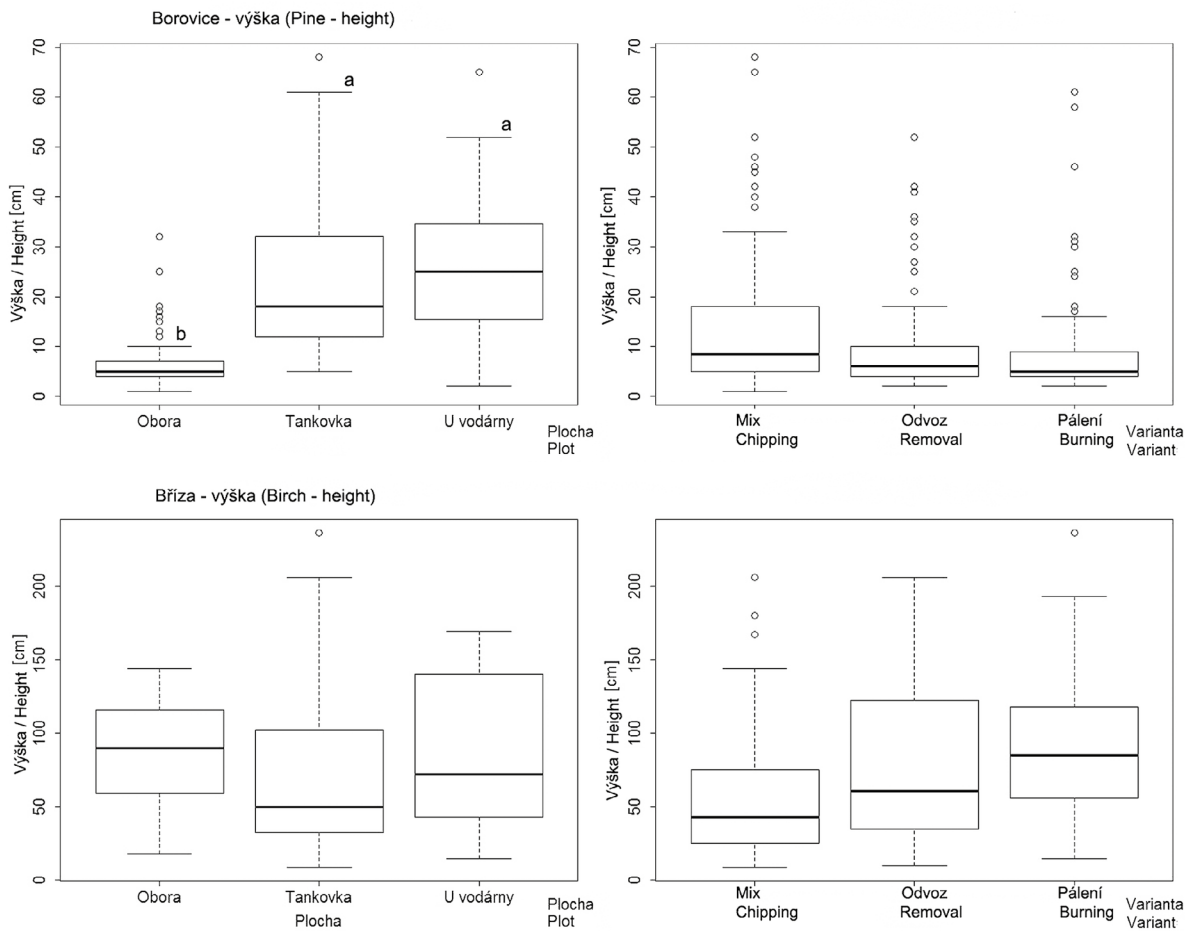 Borovice - výška (Pine - height)
70
60
50
40
30
20
10
0
Výška / Height [cm]
a
a
b
Obora
Tankovka
U vodárny
Plocha
Plot
70
60
50
40
30
20
10
0
Výška / Height [cm]
Mix
Chipping
Odvoz
Removal
Pálení
Burning
Varianta
Variant
Bříza - výška (Birch - height)
200
150
100
50
0
Výška / Height [cm]
Obora
Tankovka
U vodárny
Plocha
Plocha
Plot
200
150
100
50
0
Výška / Height [cm]
Mix
Chipping
Odvoz
Removal
Pálení
Burning
Varianta
Variant